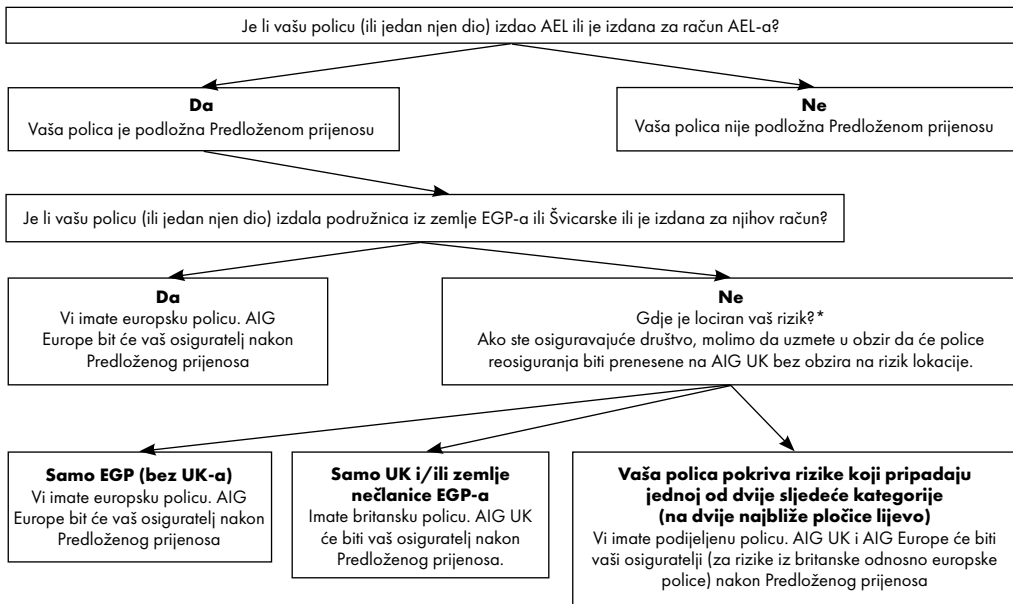 Je li vašu policu (ili jedan njen dio) izdao AEL ili je izdana za račun AEL-a?
Da
Vaša polica je podložna Predloženom prijenosu
Ne
Vaša polica nije podložna Predloženom prijenosu
Je li vašu policu (ili jedan njen dio) izdala podružnica iz zemlje EGP-a ili Švicarske ili je izdana za njihov račun?
Da
Vi imate europsku policu. AIG
Europe bit će vaš osiguratelj nakon
Predloženog prijenosa
Ne
Gdje je lociran vaš rizik?*
Ako ste osiguravajuće društvo, molimo da uzmete u obzir da će police
reosiguranja biti prenesene na AIG UK bez obzira na rizik lokacije.
Samo EGP (bez UK-a)
Vi imate europsku policu. AIG
Europe bit će vaš osiguratelj nakon
Predloženog prijenosa
Samo UK i/ili zemlje
nečlanice EGP-a
Imate britansku policu. AIG UK
će biti vaš osiguratelj nakon
Predloženog prijenosa.
Vaša polica pokriva rizike koji pripadaju
jednoj od dvije sljedeće kategorije
(na dvije najbliže pločice lijevo)
Vi imate podijeljenu policu. AIG UK i AIG Europe će biti
vaši osiguratelji (za rizike iz britanske odnosno europske
police) nakon Predloženog prijenosa